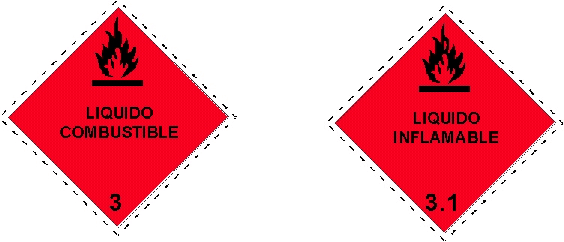 LIQUIDO
COMBUSTIBLE
3
LIQUIDO
INFLAMABLE
3.1